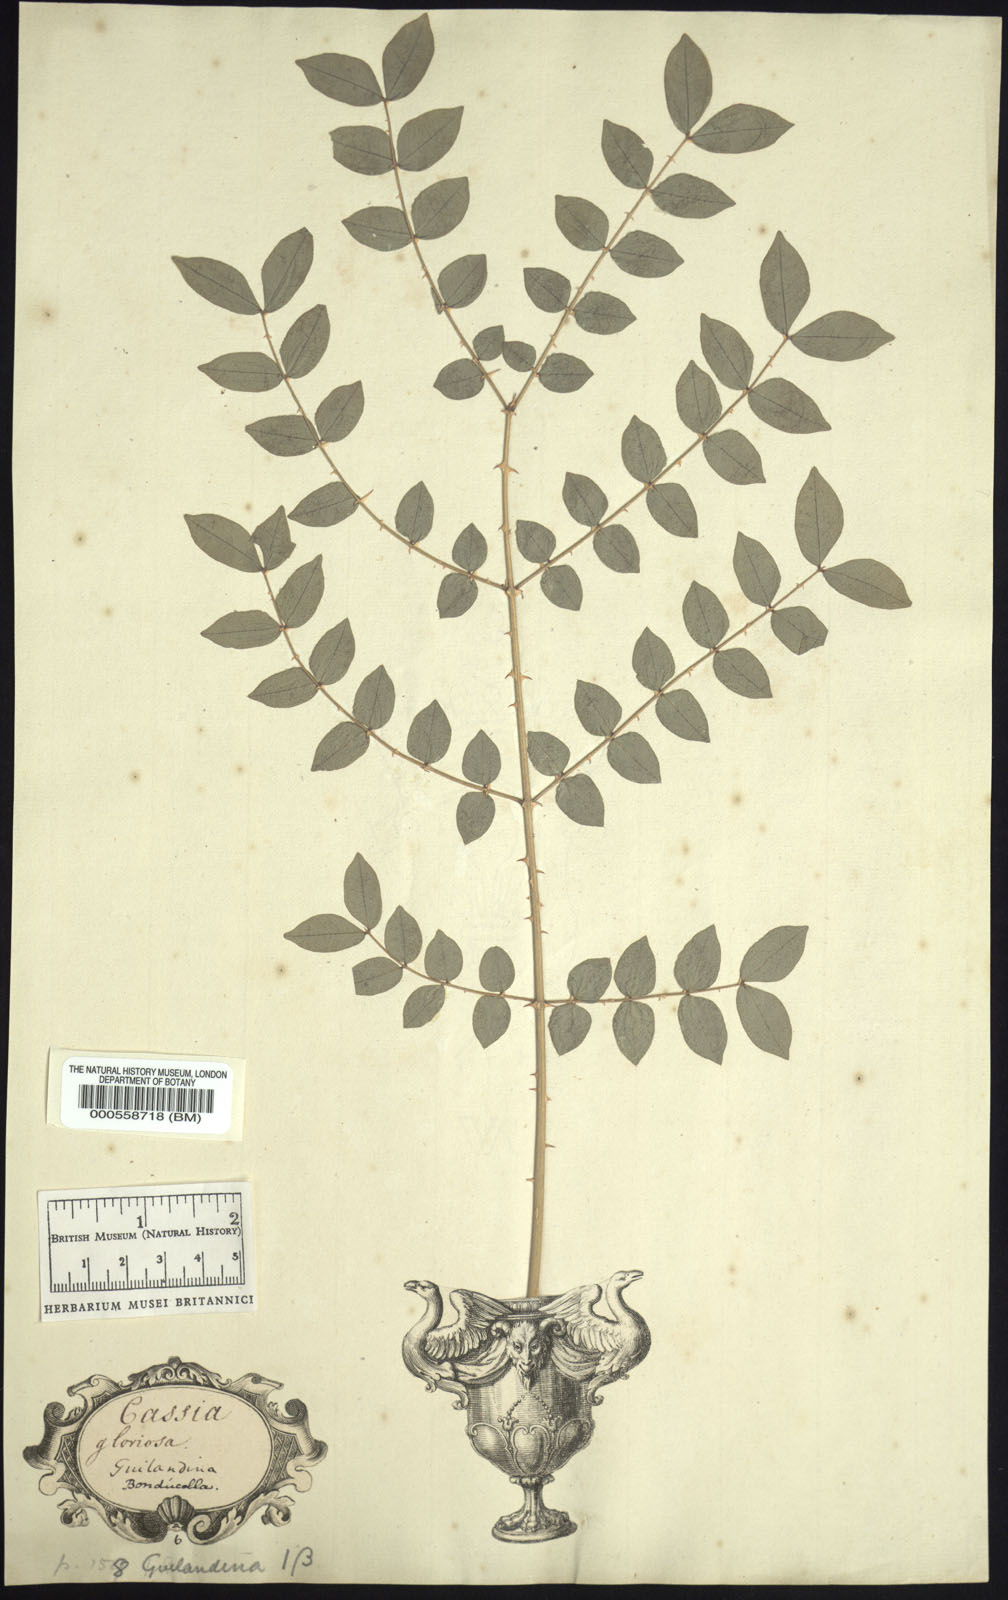 THE NATURAL HISTORY MUSEUM, LONDON
DEPARTMENT OF BOTANY
000558718 (BM)
1 2
BRITISH MUSEUM (NATURAL HISTORY)
1 2 3 4 5
HERBARIUM MUSEI BRITANNICI
Cassia
gloriosa.
Guilandina
Bonducella.
6
p. 158 Guilandina 1β